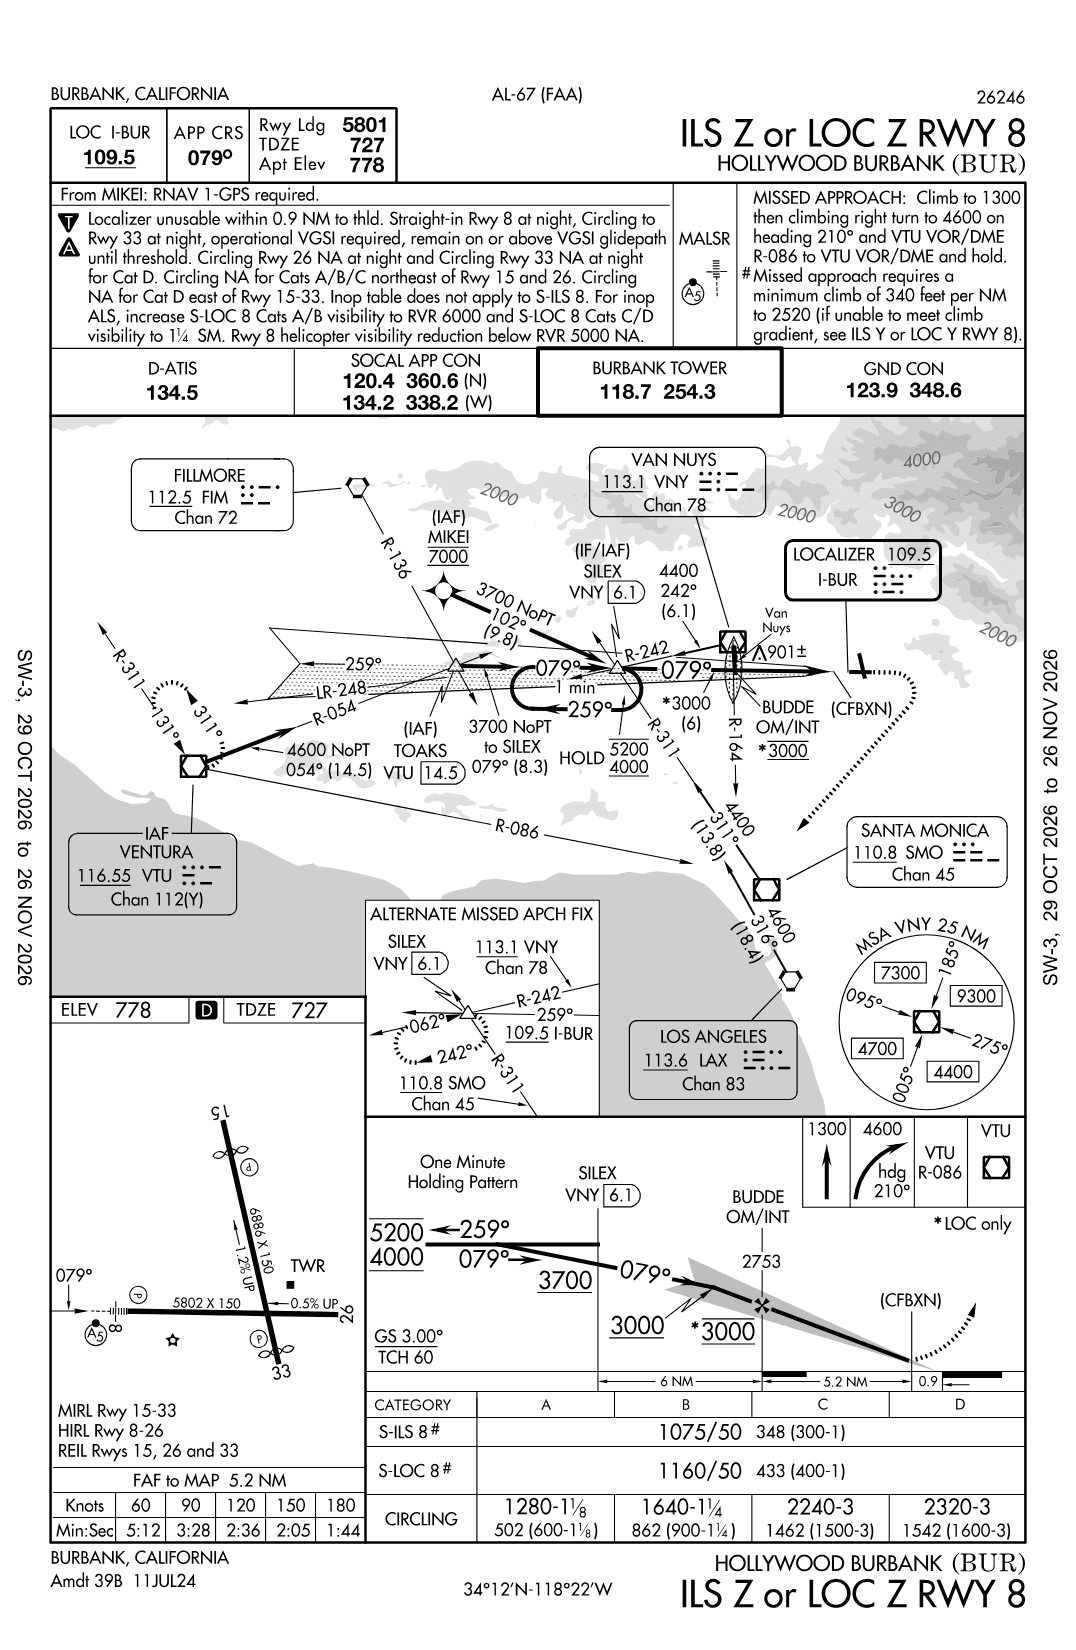 BURBANK, CALIFORNIA
AL-67 (FAA)
26246
LOC I-BUR
109.5
APP CRS
079°
Rwy Ldg 5801
TDZE 727
Apt Elev 778
ILS Z or LOC Z RWY 8
HOLLYWOOD BURBANK (BUR)
From MIKEI: RNAV 1-GPS required.
T
A
Localizer unusable within 0.9 NM to thld. Straight-in Rwy 8 at night, Circling to
Rwy 33 at night, operational VGSI required, remain on or above VGSI glidepath
until threshold. Circling Rwy 26 NA at night and Circling Rwy 33 NA at night
for Cat D. Circling NA for Cats A/B/C northeast of Rwy 15 and 26. Circling
NA for Cat D east of Rwy 15-33. Inop table does not apply to S-ILS 8. For inop
ALS, increase S-LOC 8 Cats A/B visibility to RVR 6000 and S-LOC 8 Cats C/D
visibility to 1¼ SM. Rwy 8 helicopter visibility reduction below RVR 5000 NA.
MALSR
A5
MISSED APPROACH: Climb to 1300
then climbing right turn to 4600 on
heading 210° and VTU VOR/DME
R-086 to VTU VOR/DME and hold.
#Missed approach requires a
minimum climb of 340 feet per NM
to 2520 (if unable to meet climb
gradient, see ILS Y or LOC Y RWY 8).
D-ATIS
134.5
SOCAL APP CON
120.4 360.6 (N)
134.2 338.2 (W)
BURBANK TOWER
118.7 254.3
GND CON
123.9 348.6
FILLMORE
112.5 FIM
Chan 72
VAN NUYS
113.1 VNY
Chan 78
2000
2000
4000
3000
2000
LOCALIZER 109.5
I-BUR
R-136
(IAF)
MIKEI
7000
3700 NoPT
102°
(9.8)
(IF/IAF)
SILEX
VNY 6.1
4400
242°
(6.1)
Van
Nuys
901±
R-242
R-311
131°
311°
259°
LR-248
R-054
4600 NoPT
054° (14.5)
(IAF)
TOAKS
VTU 14.5
079°
1 min
259°
079°
3700 NoPT
to SILEX
079° (8.3)
HOLD
5200
4000
*3000
(6)
R-311
R-164
BUDDE
OM/INT
*3000
(CFBXN)
R-086
4400
311°
(13.8)
IAF
VENTURA
116.55 VTU
Chan 112(Y)
SANTA MONICA
110.8 SMO
Chan 45
4600
316°
(18.4)
LOS ANGELES
113.6 LAX
Chan 83
ALTERNATE MISSED APCH FIX
SILEX
VNY 6.1
113.1 VNY
Chan 78
R-242
259°
109.5 I-BUR
062°
242°
R-311
110.8 SMO
Chan 45
MSA VNY 25 NM
7300
185°
095°
9300
4700
275°
005°
4400
ELEV 778
D
TDZE 727
15
P
6886 X 150
1.2% UP
TWR
079°
P
5802 X 150
0.5% UP
26
A5
8
P
33
MIRL Rwy 15-33
HIRL Rwy 8-26
REIL Rwys 15, 26 and 33
FAF to MAP 5.2 NM
Knots 60 90 120 150 180
Min:Sec 5:12 3:28 2:36 2:05 1:44
One Minute
Holding Pattern
SILEX
VNY 6.1
BUDDE
OM/INT
2753
1300
4600
hdg
210°
VTU
R-086
VTU
*LOC only
5200
4000
259°
079°
3700
079°
3000
*3000
(CFBXN)
GS 3.00°
TCH 60
6 NM
5.2 NM
0.9
CATEGORY A B C D
S-ILS 8# 1075/50 348 (300-1)
S-LOC 8# 1160/50 433 (400-1)
CIRCLING
1280-1⅛
502 (600-1⅛)
1640-1¼
862 (900-1¼)
2240-3
1462 (1500-3)
2320-3
1542 (1600-3)
BURBANK, CALIFORNIA
Amdt 39B 11JUL24
34°12'N-118°22'W
HOLLYWOOD BURBANK (BUR)
ILS Z or LOC Z RWY 8
SW-3, 29 OCT 2026 to 26 NOV 2026
SW-3, 29 OCT 2026 to 26 NOV 2026